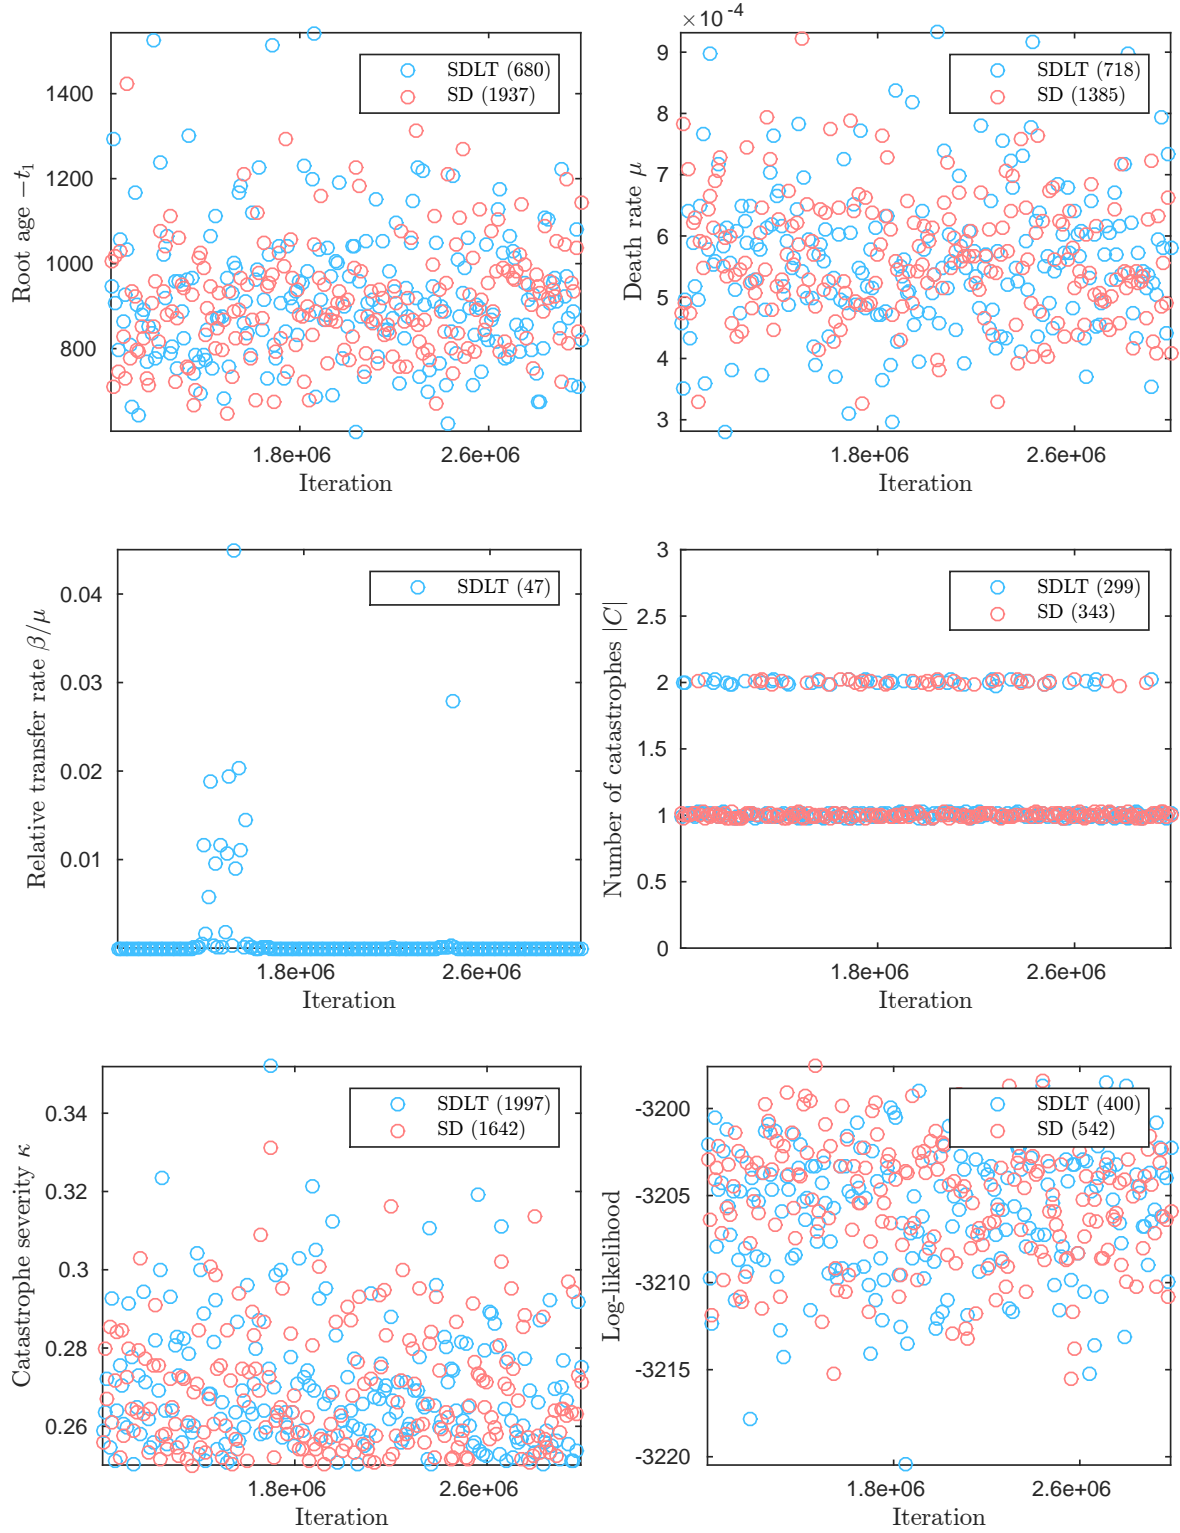 1400
1200
1000
800
Root age −t₁
SDLT (680)
SD (1937)
1.8e+06
2.6e+06
Iteration
×10⁻⁴
9
8
7
6
5
4
3
Death rate μ
SDLT (718)
SD (1385)
1.8e+06
2.6e+06
Iteration
0.04
0.03
0.02
0.01
0
Relative transfer rate β/μ
SDLT (47)
1.8e+06
2.6e+06
Iteration
3
2.5
2
1.5
1
0.5
0
Number of catastrophes |C|
SDLT (299)
SD (343)
1.8e+06
2.6e+06
Iteration
0.34
0.32
0.3
0.28
0.26
Catastrophe severity κ
SDLT (1997)
SD (1642)
1.8e+06
2.6e+06
Iteration
-3200
-3205
-3210
-3215
-3220
Log-likelihood
SDLT (400)
SD (542)
1.8e+06
2.6e+06
Iteration